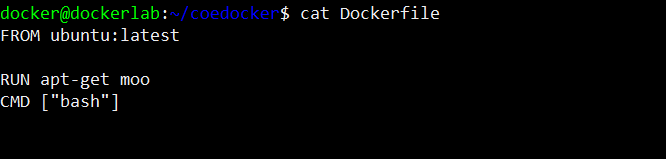 docker@dockerlab:~/coedocker$ cat Dockerfile
FROM ubuntu:latest
RUN apt-get moo
CMD ["bash"]